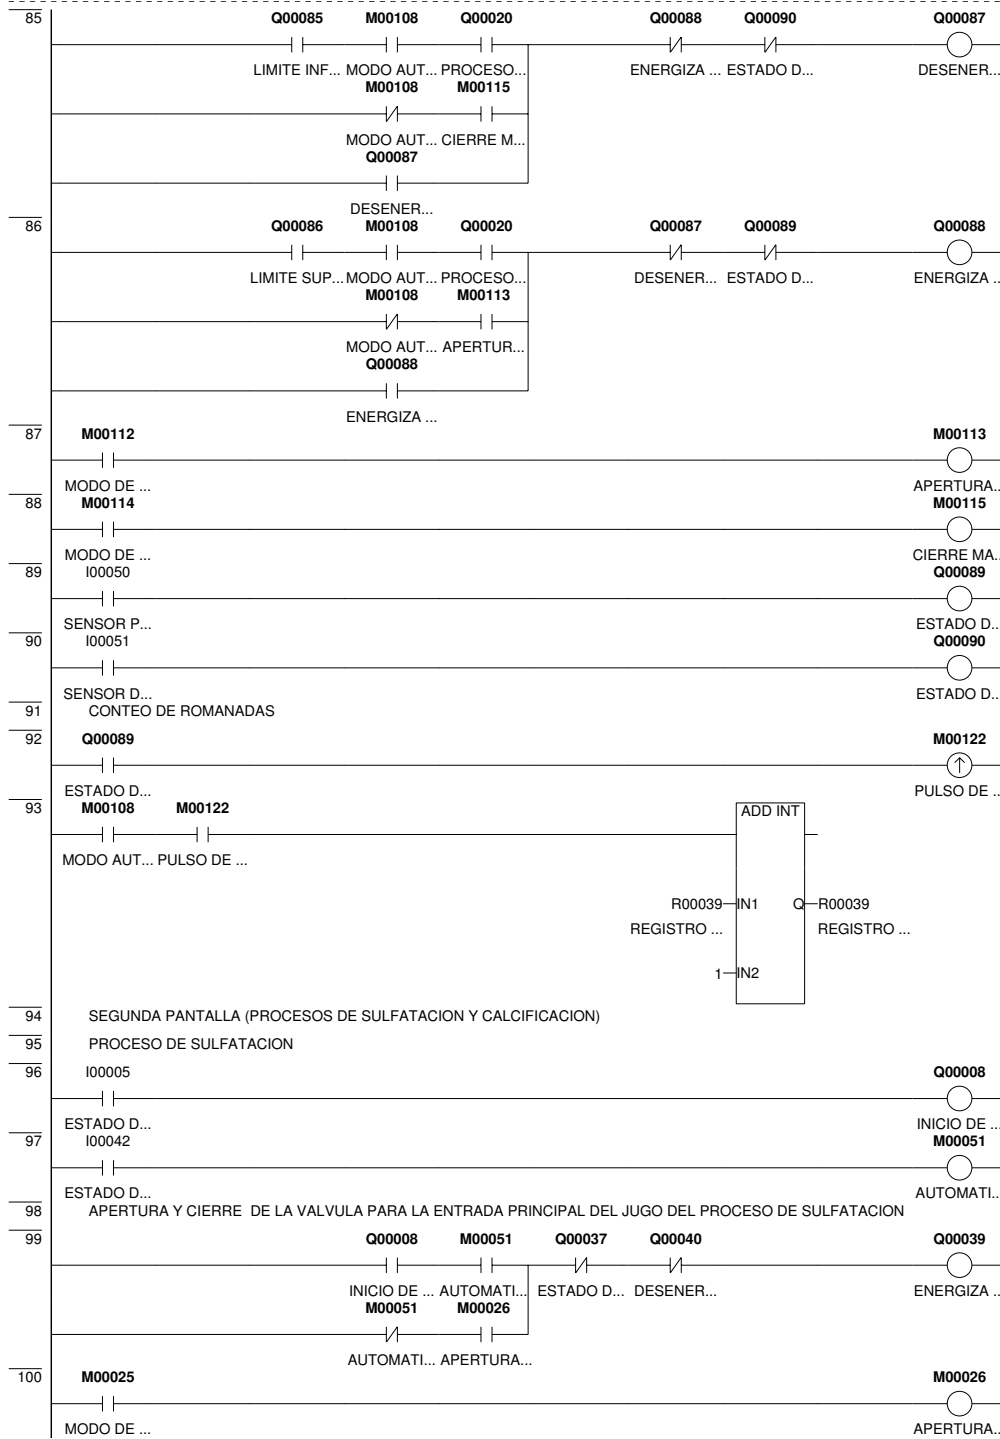 85
Q00085 M00108 Q00020 Q00088 Q00090 Q00087
LIMITE INF... MODO AUT... PROCESO... ENERGIZA ... ESTADO D... DESENER...
M00108 M00115
MODO AUT... CIERRE M...
Q00087
DESENER...
86
Q00086 M00108 Q00020 Q00087 Q00089 Q00088
LIMITE SUP... MODO AUT... PROCESO... DESENER... ESTADO D... ENERGIZA ..
M00108 M00113
MODO AUT... APERTUR...
Q00088
ENERGIZA ...
87 M00112 M00113
MODO DE ... APERTURA..
88 M00114 M00115
MODO DE ... CIERRE MA..
89 I00050 Q00089
SENSOR P... ESTADO D..
90 I00051 Q00090
SENSOR D... ESTADO D..
91 CONTEO DE ROMANADAS
92 Q00089 M00122
ESTADO D... PULSO DE ..
93 M00108 M00122 ADD INT
MODO AUT... PULSO DE ...
R00039 IN1 Q R00039
REGISTRO ... REGISTRO ...
1 IN2
94 SEGUNDA PANTALLA (PROCESOS DE SULFATACION Y CALCIFICACION)
95 PROCESO DE SULFATACION
96 I00005 Q00008
ESTADO D... INICIO DE ..
97 I00042 M00051
ESTADO D... AUTOMATI..
98 APERTURA Y CIERRE DE LA VALVULA PARA LA ENTRADA PRINCIPAL DEL JUGO DEL PROCESO DE SULFATACION
99 Q00008 M00051 Q00037 Q00040 Q00039
INICIO DE ... AUTOMATI... ESTADO D... DESENER... ENERGIZA ..
M00051 M00026
AUTOMATI... APERTURA...
100 M00025 M00026
MODO DE ... APERTURA..